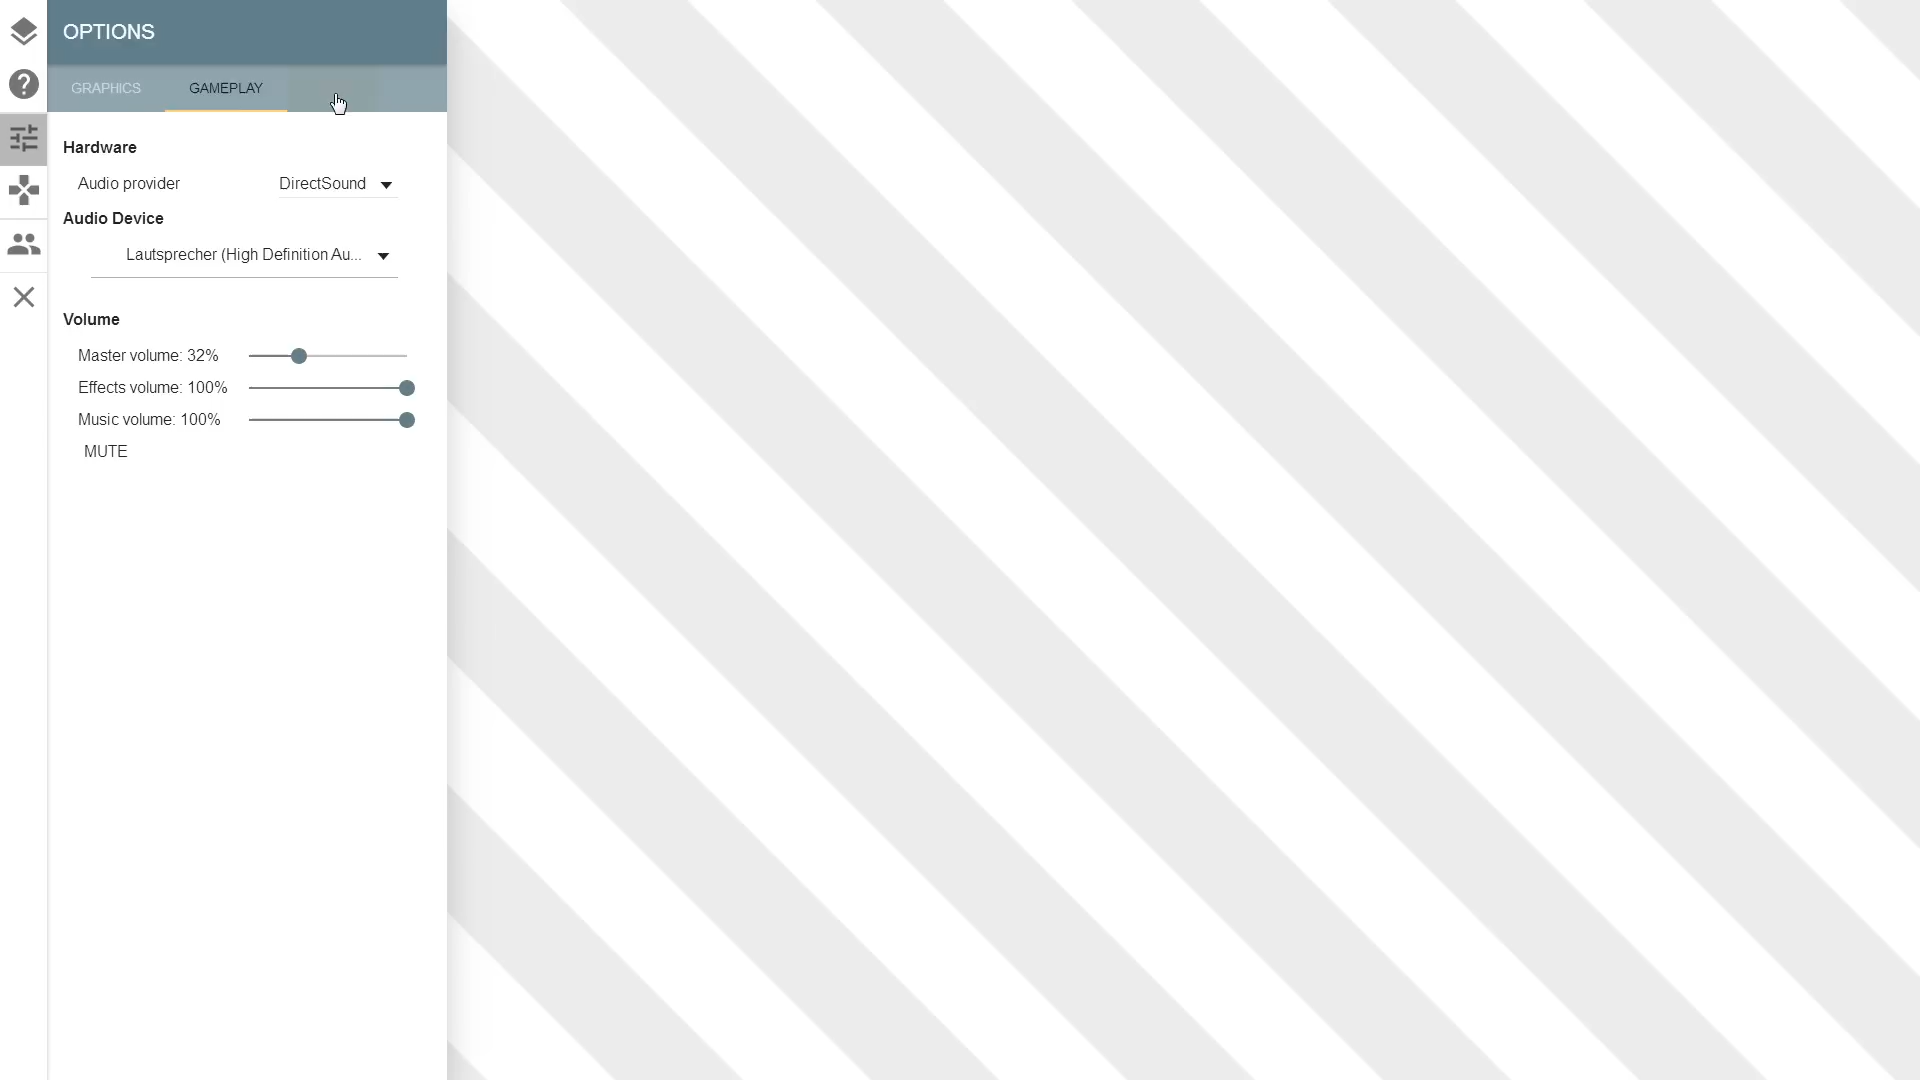 OPTIONS
GRAPHICS GAMEPLAY
Hardware
Audio provider DirectSound
Audio Device
Lautsprecher (High Definition Au...
Volume
Master volume: 32%
Effects volume: 100%
Music volume: 100%
MUTE